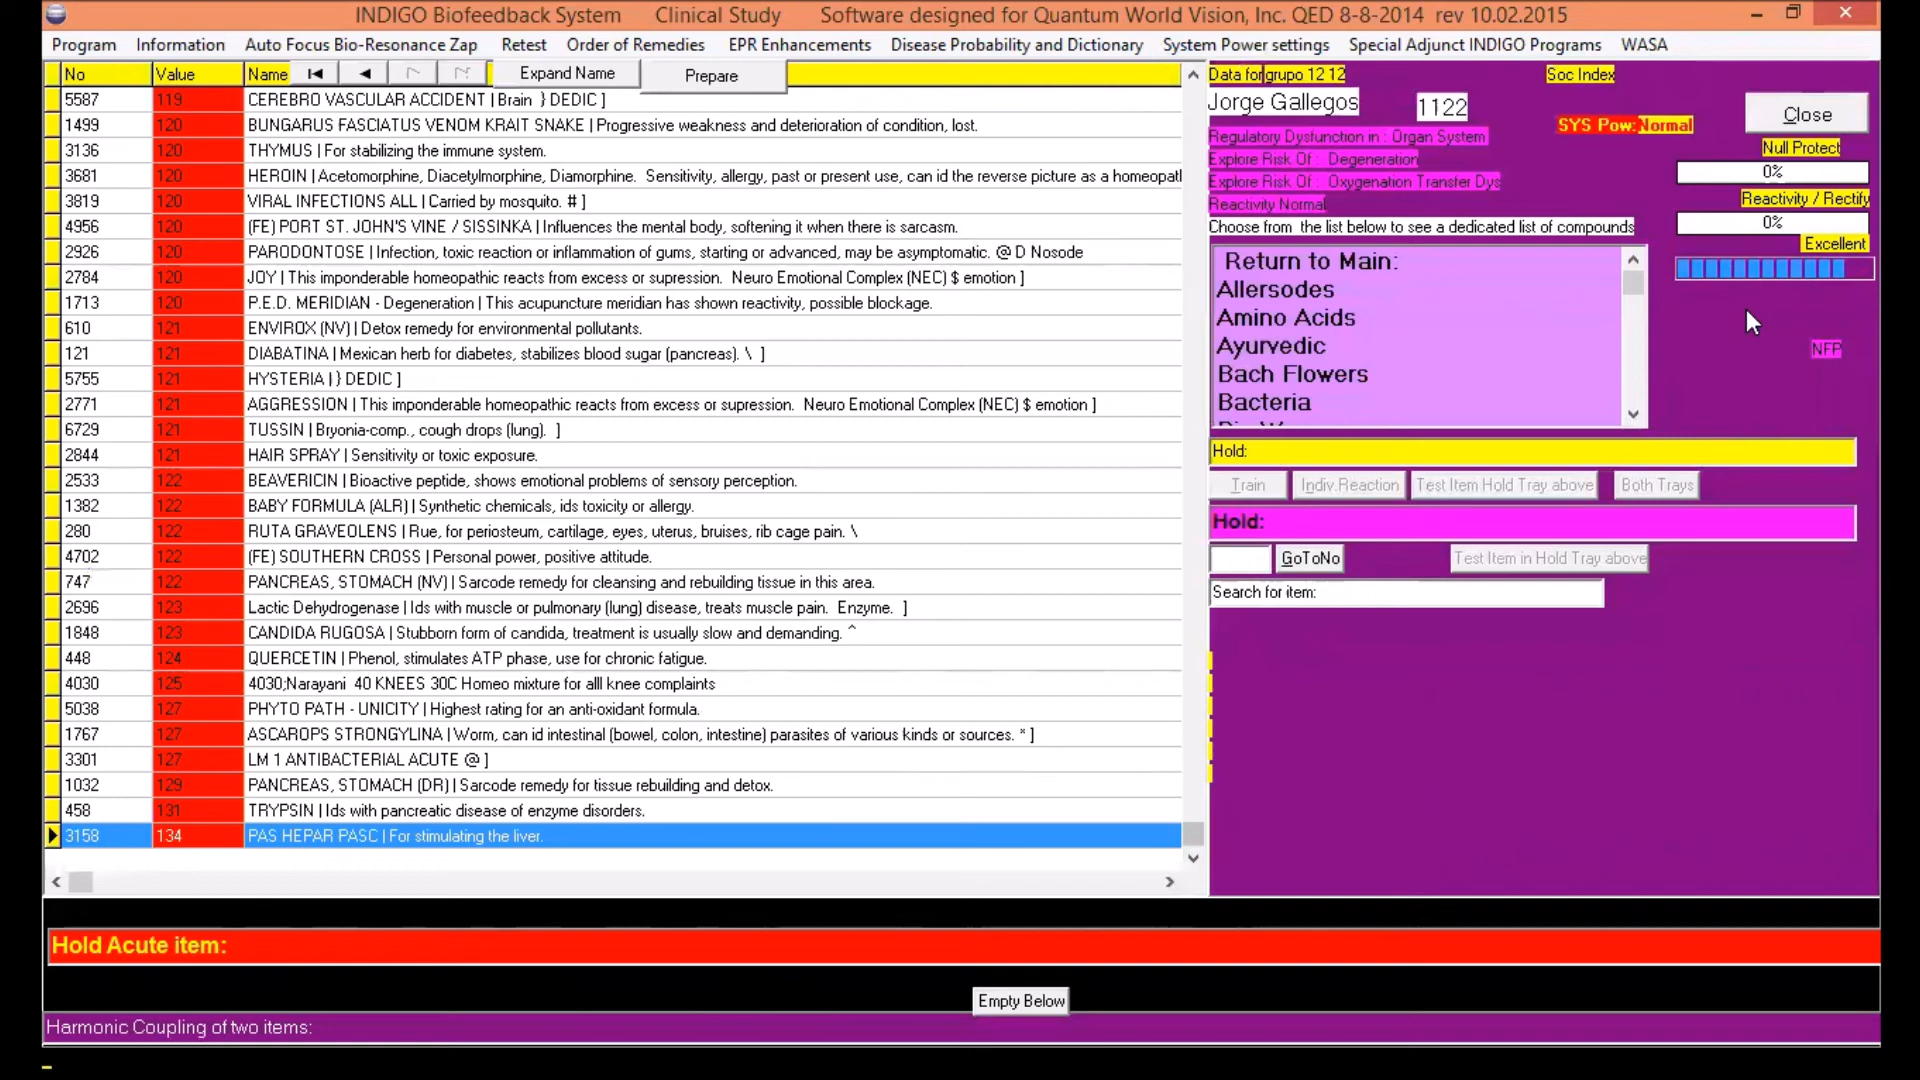 INDIGO Biofeedback System Clinical Study Software designed for Quantum World Vision, Inc. QED 8-8-2014 rev 10.02.2015
Program Information Auto Focus Bio-Resonance Zap Retest Order of Remedies EPR Enhancements Disease Probability and Dictionary System Power settings Special Adjunct INDIGO Programs WASA
No Value Name Expand Name Prepare
5587 119 CEREBRO VASCULAR ACCIDENT | Brain } DEDIC ]
1499 120 BUNGARUS FASCIATUS VENOM KRAIT SNAKE | Progressive weakness and deterioration of condition, lost.
3136 120 THYMUS | For stabilizing the immune system.
3681 120 HEROIN | Acetomorphine, Diacetylmorphine, Diamorphine. Sensitivity, allergy, past or present use, can id the reverse picture as a homeopatl
3819 120 VIRAL INFECTIONS ALL | Carried by mosquito. # ]
4956 120 (FE) PORT ST. JOHN'S VINE / SISSINKA | Influences the mental body, softening it when there is sarcasm.
2926 120 PARODONTOSE | Infection, toxic reaction or inflammation of gums, starting or advanced, may be asymptomatic. @ D Nosode
2784 120 JOY | This imponderable homeopathic reacts from excess or supression. Neuro Emotional Complex (NEC) $ emotion ]
1713 120 P.E.D. MERIDIAN - Degeneration | This acupuncture meridian has shown reactivity, possible blockage.
610 121 ENVIROX (NV) | Detox remedy for environmental pollutants.
121 121 DIABATINA | Mexican herb for diabetes, stabilizes blood sugar (pancreas). \ ]
5755 121 HYSTERIA | } DEDIC ]
2771 121 AGGRESSION | This imponderable homeopathic reacts from excess or supression. Neuro Emotional Complex (NEC) $ emotion ]
6729 121 TUSSIN | Bryonia-comp., cough drops (lung). ]
2844 121 HAIR SPRAY | Sensitivity or toxic exposure.
2533 122 BEAVERICIN | Bioactive peptide, shows emotional problems of sensory perception.
1382 122 BABY FORMULA (ALR) | Synthetic chemicals, ids toxicity or allergy.
280 122 RUTA GRAVEOLENS | Rue, for periosteum, cartilage, eyes, uterus, bruises, rib cage pain. \
4702 122 (FE) SOUTHERN CROSS | Personal power, positive attitude.
747 122 PANCREAS, STOMACH (NV) | Sarcode remedy for cleansing and rebuilding tissue in this area.
2696 123 Lactic Dehydrogenase | Ids with muscle or pulmonary (lung) disease, treats muscle pain. Enzyme. ]
1848 123 CANDIDA RUGOSA | Stubborn form of candida, treatment is usually slow and demanding. ^
448 124 QUERCETIN | Phenol, stimulates ATP phase, use for chronic fatigue.
4030 125 4030;Narayani 40 KNEES 30C Homeo mixture for alll knee complaints
5038 127 PHYTO PATH - UNICITY | Highest rating for an anti-oxidant formula.
1767 127 ASCAROPS STRONGYLINA | Worm, can id intestinal (bowel, colon, intestine) parasites of various kinds or sources. * ]
3301 127 LM 1 ANTIBACTERIAL ACUTE @ ]
1032 129 PANCREAS, STOMACH (DR) | Sarcode remedy for tissue rebuilding and detox.
458 131 TRYPSIN | Ids with pancreatic disease of enzyme disorders.
3158 134 PAS HEPAR PASC | For stimulating the liver.
Data for grupo 12 12 Soc Index
Jorge Gallegos 1122 Close
SYS Pow: Normal
Regulatory Dysfunction in : Organ System
Null Protect
Explore Risk Of : Degeneration
0%
Explore Risk Of : Oxygenation Transfer Dys
Reactivity / Rectify
Reactivity Normal
0%
Choose from the list below to see a dedicated list of compounds
Excellent
Return to Main:
Allersodes
Amino Acids
Ayurvedic
Bach Flowers
Bacteria
NFP
Hold:
Train Indiv.Reaction Test Item Hold Tray above Both Trays
Hold:
GoToNo Test Item in Hold Tray above
Search for item:
Hold Acute item:
Empty Below
Harmonic Coupling of two items: